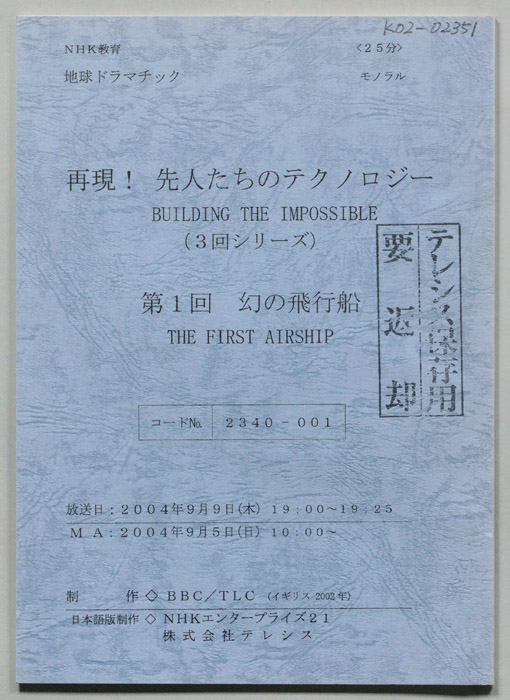 K02-02351
NHK教育
〈25分〉
地球ドラマチック
モノラル
再現! 先人たちのテクノロジー
BUILDING THE IMPOSSIBLE
(3回シリーズ)
第1回 幻の飛行船
THE FIRST AIRSHIP
テレシス保存用
要返却
コード№ 2340-001
放送日:2004年9月9日(木) 19:00~19:25
MA:2004年9月5日(日) 10:00~
制作◇BBC/TLC (イギリス 2002年)
日本語版制作◇NHKエンタープライズ21
株式会社テレシス